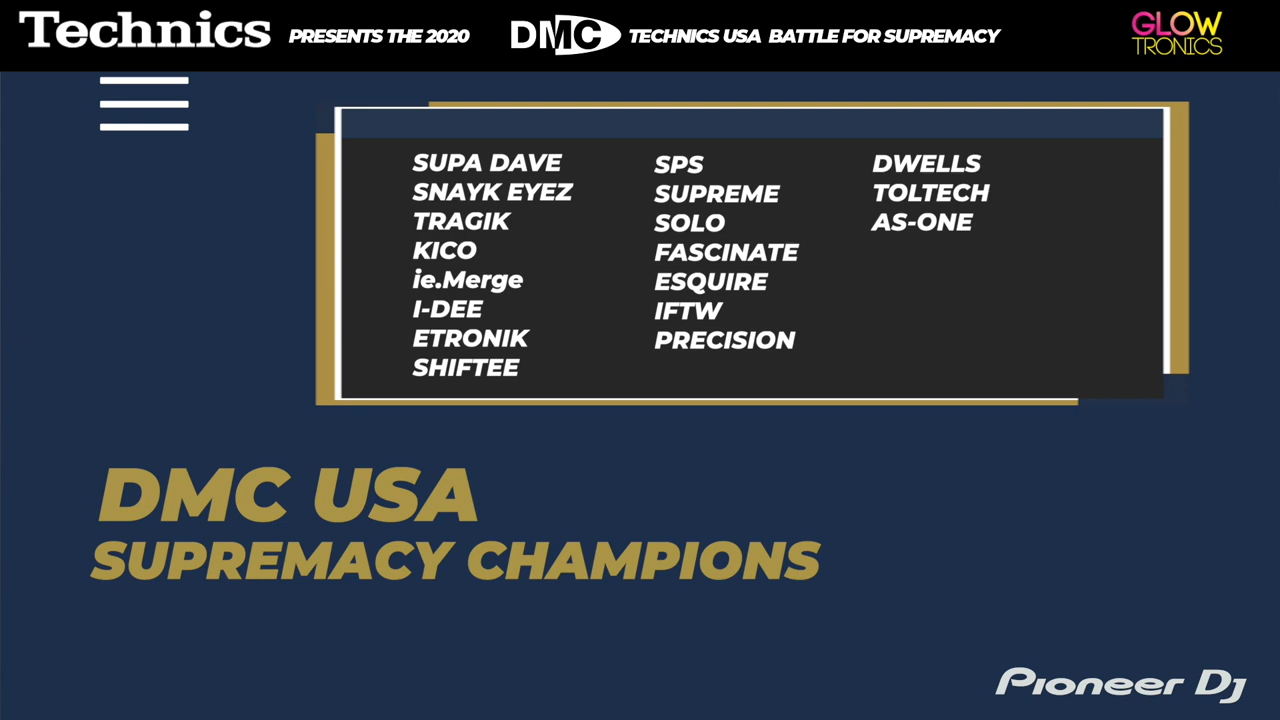 Technics PRESENTS THE 2020 DMC TECHNICS USA BATTLE FOR SUPREMACY GLOW TRONICS
SUPA DAVE
SNAYK EYEZ
TRAGIK
KICO
ie.Merge
I-DEE
ETRONIK
SHIFTEE
SPS
SUPREME
SOLO
FASCINATE
ESQUIRE
IFTW
PRECISION
DWELLS
TOLTECH
AS-ONE
DMC USA
SUPREMACY CHAMPIONS
Pioneer DJ